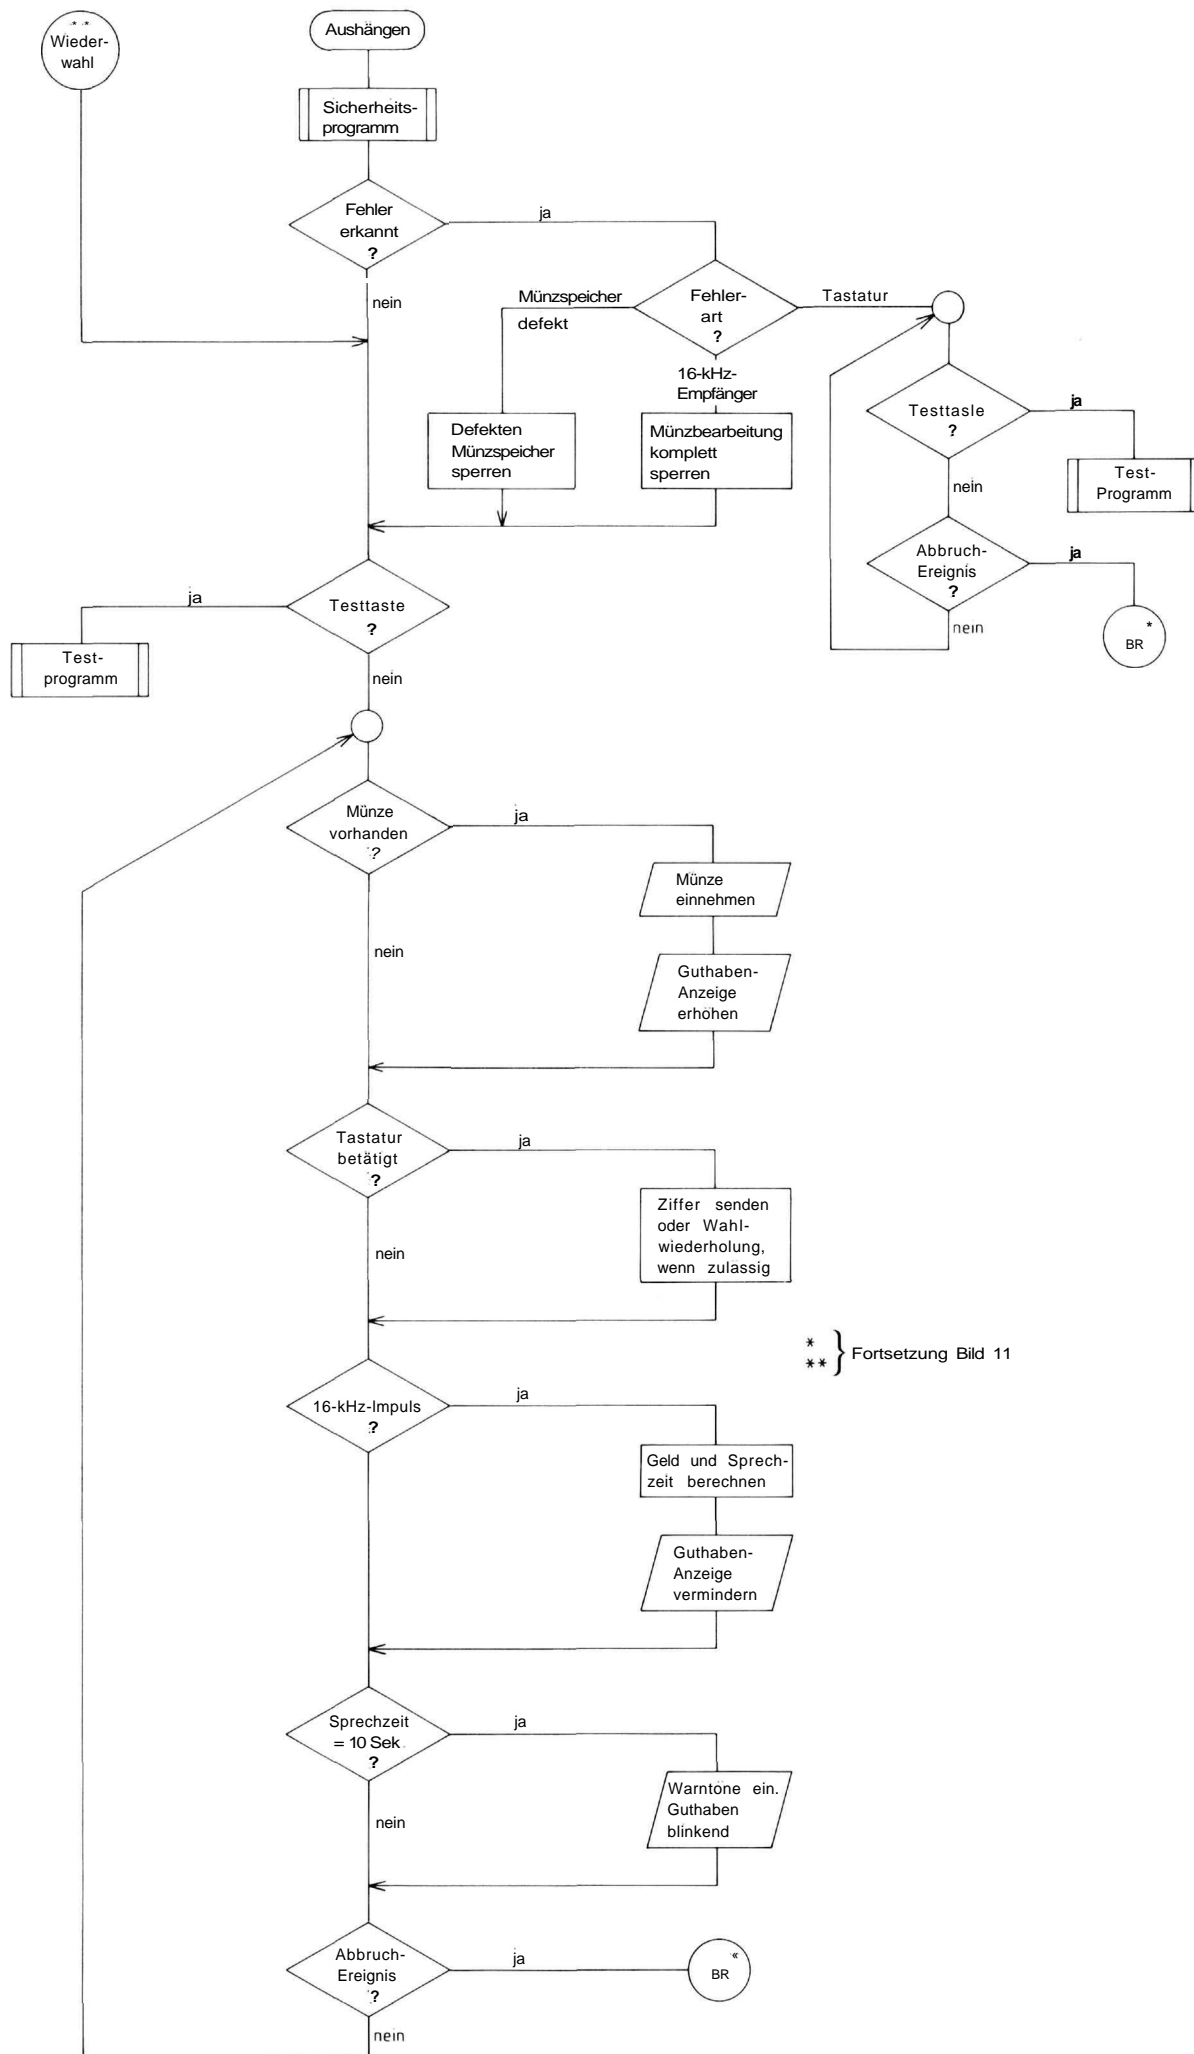 * *
Wieder-
wahl
Aushängen
Sicherheits-
programm
Fehler
erkannt
?
ja
nein
Münzspeicher
defekt
Fehler-
art
?
Tastatur
16-kHz-
Empfänger
Defekten
Münzspeicher
sperren
Münzbearbeitung
komplett
sperren
Testtasle
?
ja
Test-
Programm
nein
Abbruch-
Ereignis
?
ja
nein
*
BR
Testtaste
?
ja
Test-
programm
nein
Münze
vorhanden
?
ja
Münze
einnehmen
nein
Guthaben-
Anzeige
erhöhen
Tastatur
betätigt
?
ja
Ziffer senden
oder Wahl-
wiederholung,
wenn zulassig
nein
*
** } Fortsetzung Bild 11
16-kHz-Impuls
?
ja
Geld und Sprech-
zeit berechnen
Guthaben-
Anzeige
vermindern
Sprechzeit
= 10 Sek.
?
ja
Warntöne ein.
Guthaben
blinkend
nein
Abbruch-
Ereignis
?
ja
«
BR
nein